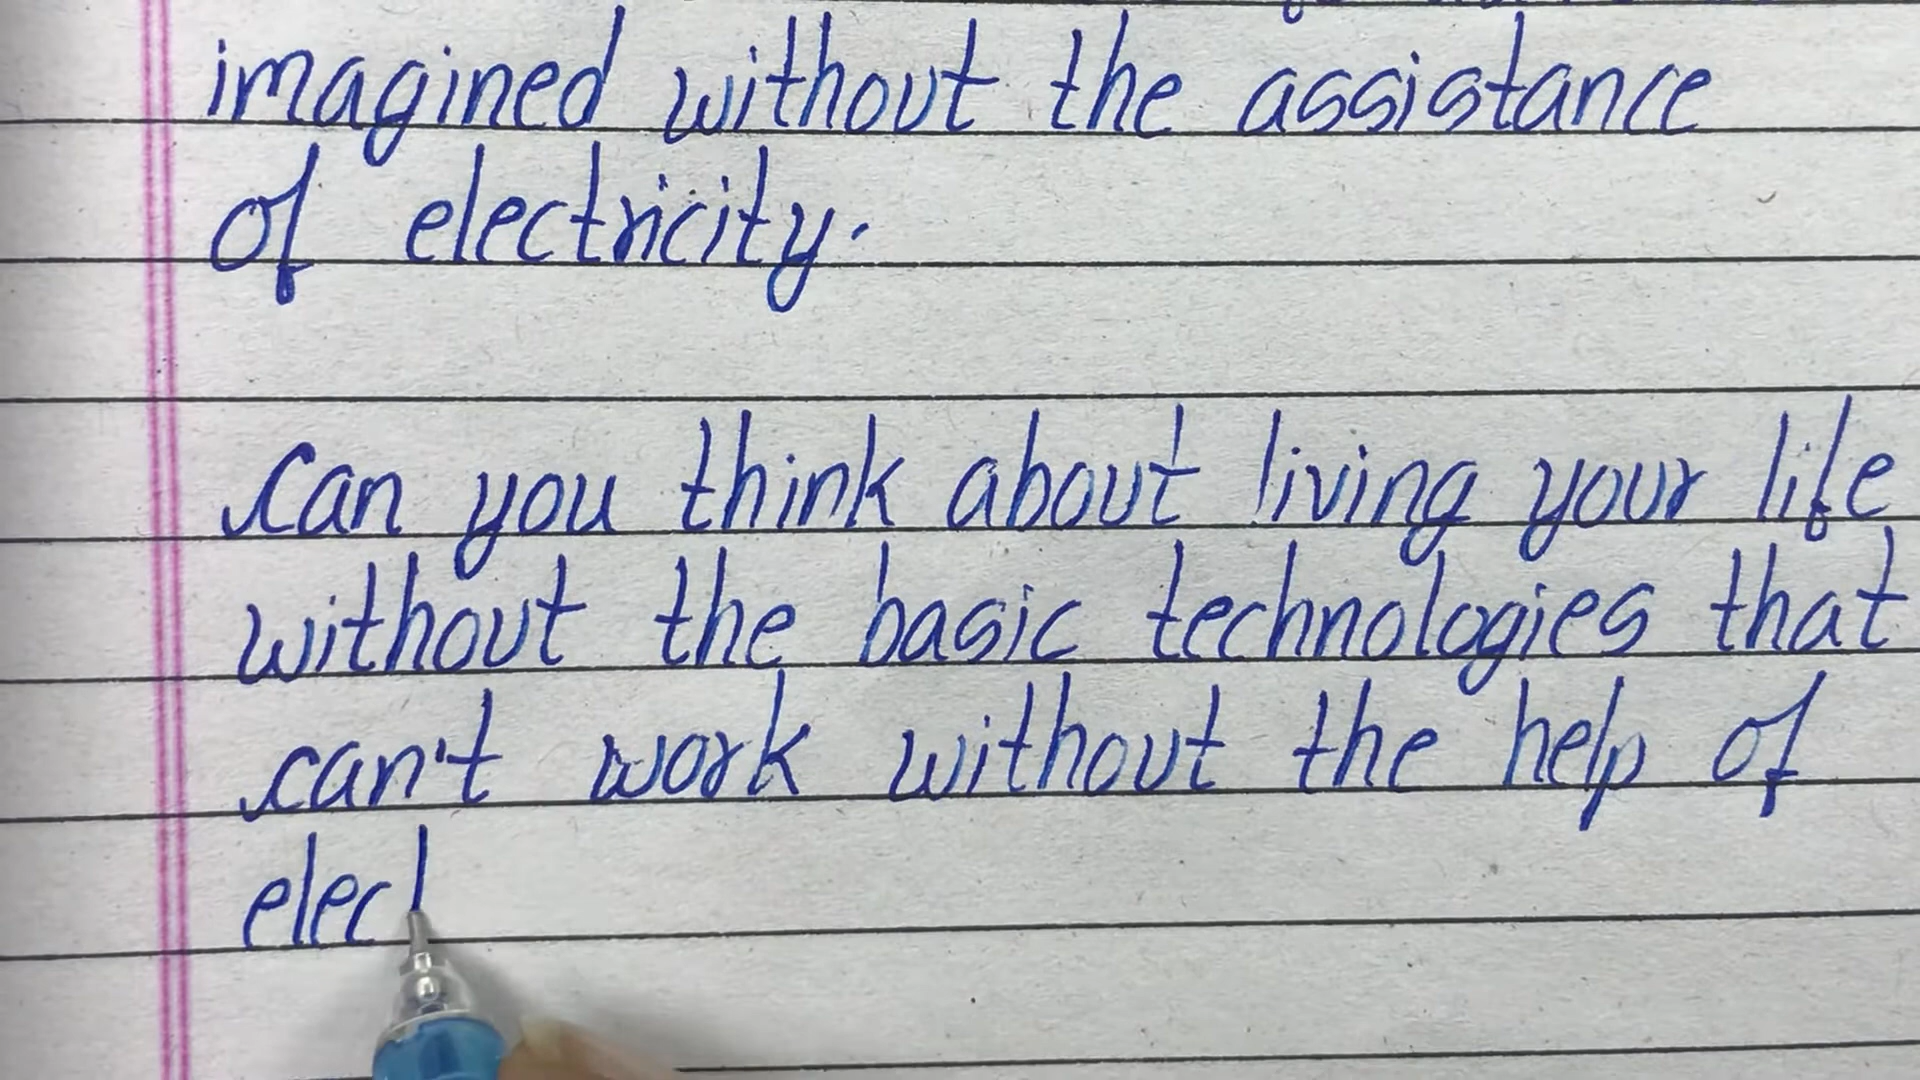 imagined without the assistance
of electricity.
can you think about living your life
without the basic technologies that
can't work without the help of
elec